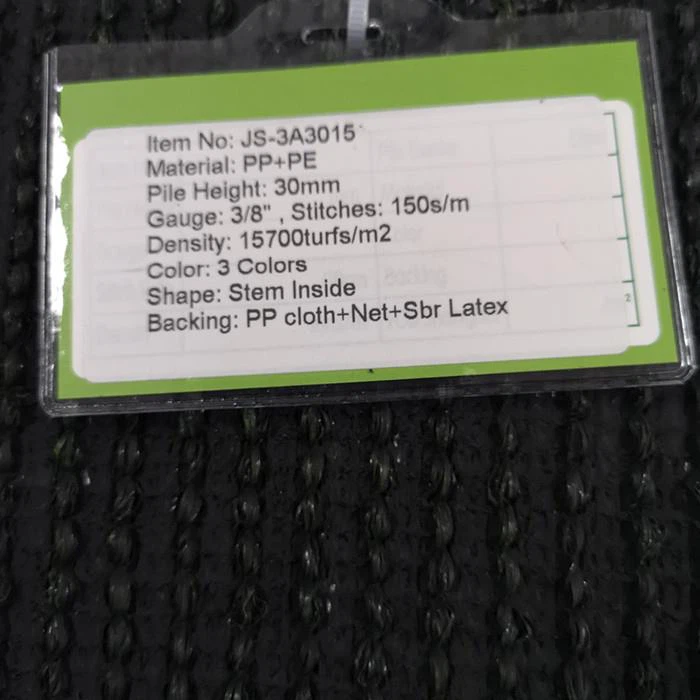 Item No: JS-3A3015
Material: PP+PE
Pile Height: 30mm
Gauge: 3/8" , Stitches: 150s/m
Density: 15700turfs/m2
Color: 3 Colors
Shape: Stem Inside
Backing: PP cloth+Net+Sbr Latex